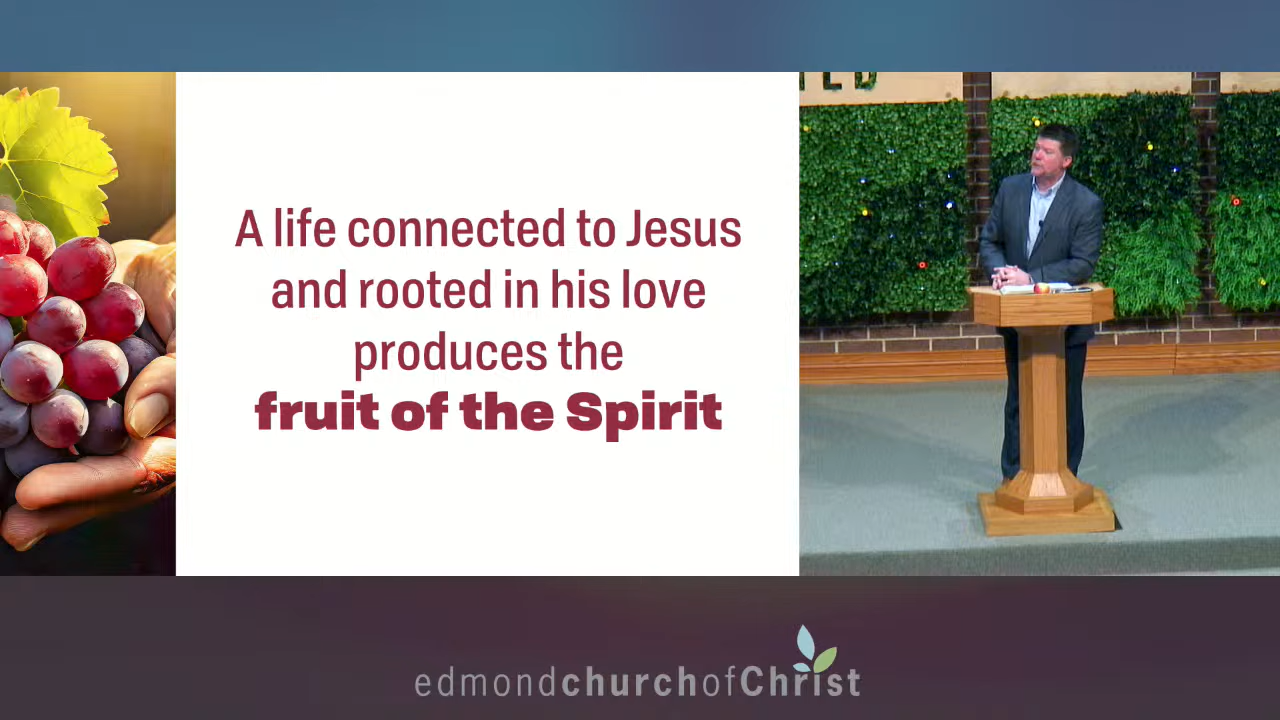 A life connected to Jesus
and rooted in his love
produces the
fruit of the Spirit
edmondchurchofChrist